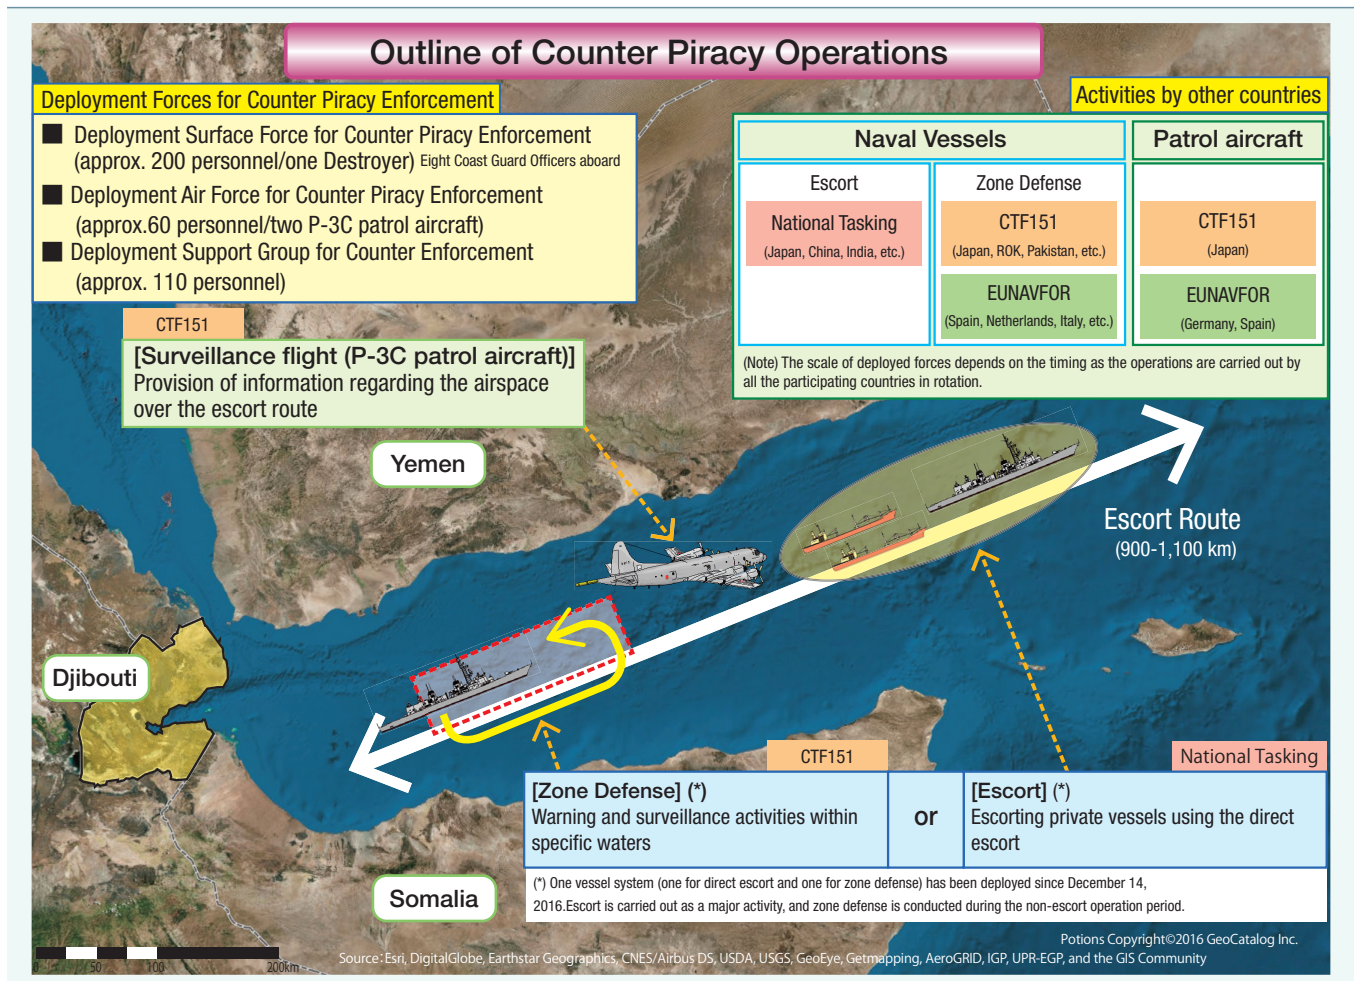 Outline of Counter Piracy Operations
Deployment Forces for Counter Piracy Enforcement
■ Deployment Surface Force for Counter Piracy Enforcement
(approx. 200 personnel/one Destroyer) Eight Coast Guard Officers aboard
■ Deployment Air Force for Counter Piracy Enforcement
(approx.60 personnel/two P-3C patrol aircraft)
■ Deployment Support Group for Counter Enforcement
(approx. 110 personnel)
Activities by other countries
Naval Vessels
Patrol aircraft
Escort
Zone Defense
National Tasking
(Japan, China, India, etc.)
CTF151
(Japan, ROK, Pakistan, etc.)
CTF151
(Japan)
EUNAVFOR
(Spain, Netherlands, Italy, etc.)
EUNAVFOR
(Germany, Spain)
(Note) The scale of deployed forces depends on the timing as the operations are carried out by
all the participating countries in rotation.
CTF151
[Surveillance flight (P-3C patrol aircraft)]
Provision of information regarding the airspace
over the escort route
Yemen
Escort Route
(900-1,100 km)
Djibouti
CTF151
National Tasking
[Zone Defense] (*)
Warning and surveillance activities within
specific waters
or
[Escort] (*)
Escorting private vessels using the direct
escort
Somalia
(*) One vessel system (one for direct escort and one for zone defense) has been deployed since December 14,
2016.Escort is carried out as a major activity, and zone defense is conducted during the non-escort operation period.
Potions Copyright©2016 GeoCatalog Inc.
0 50 100 200km
Source: Esri, DigitalGlobe, Earthstar Geographics, CNES/Airbus DS, USDA, USGS, GeoEye, Getmapping, AeroGRID, IGP, UPR-EGP, and the GIS Community